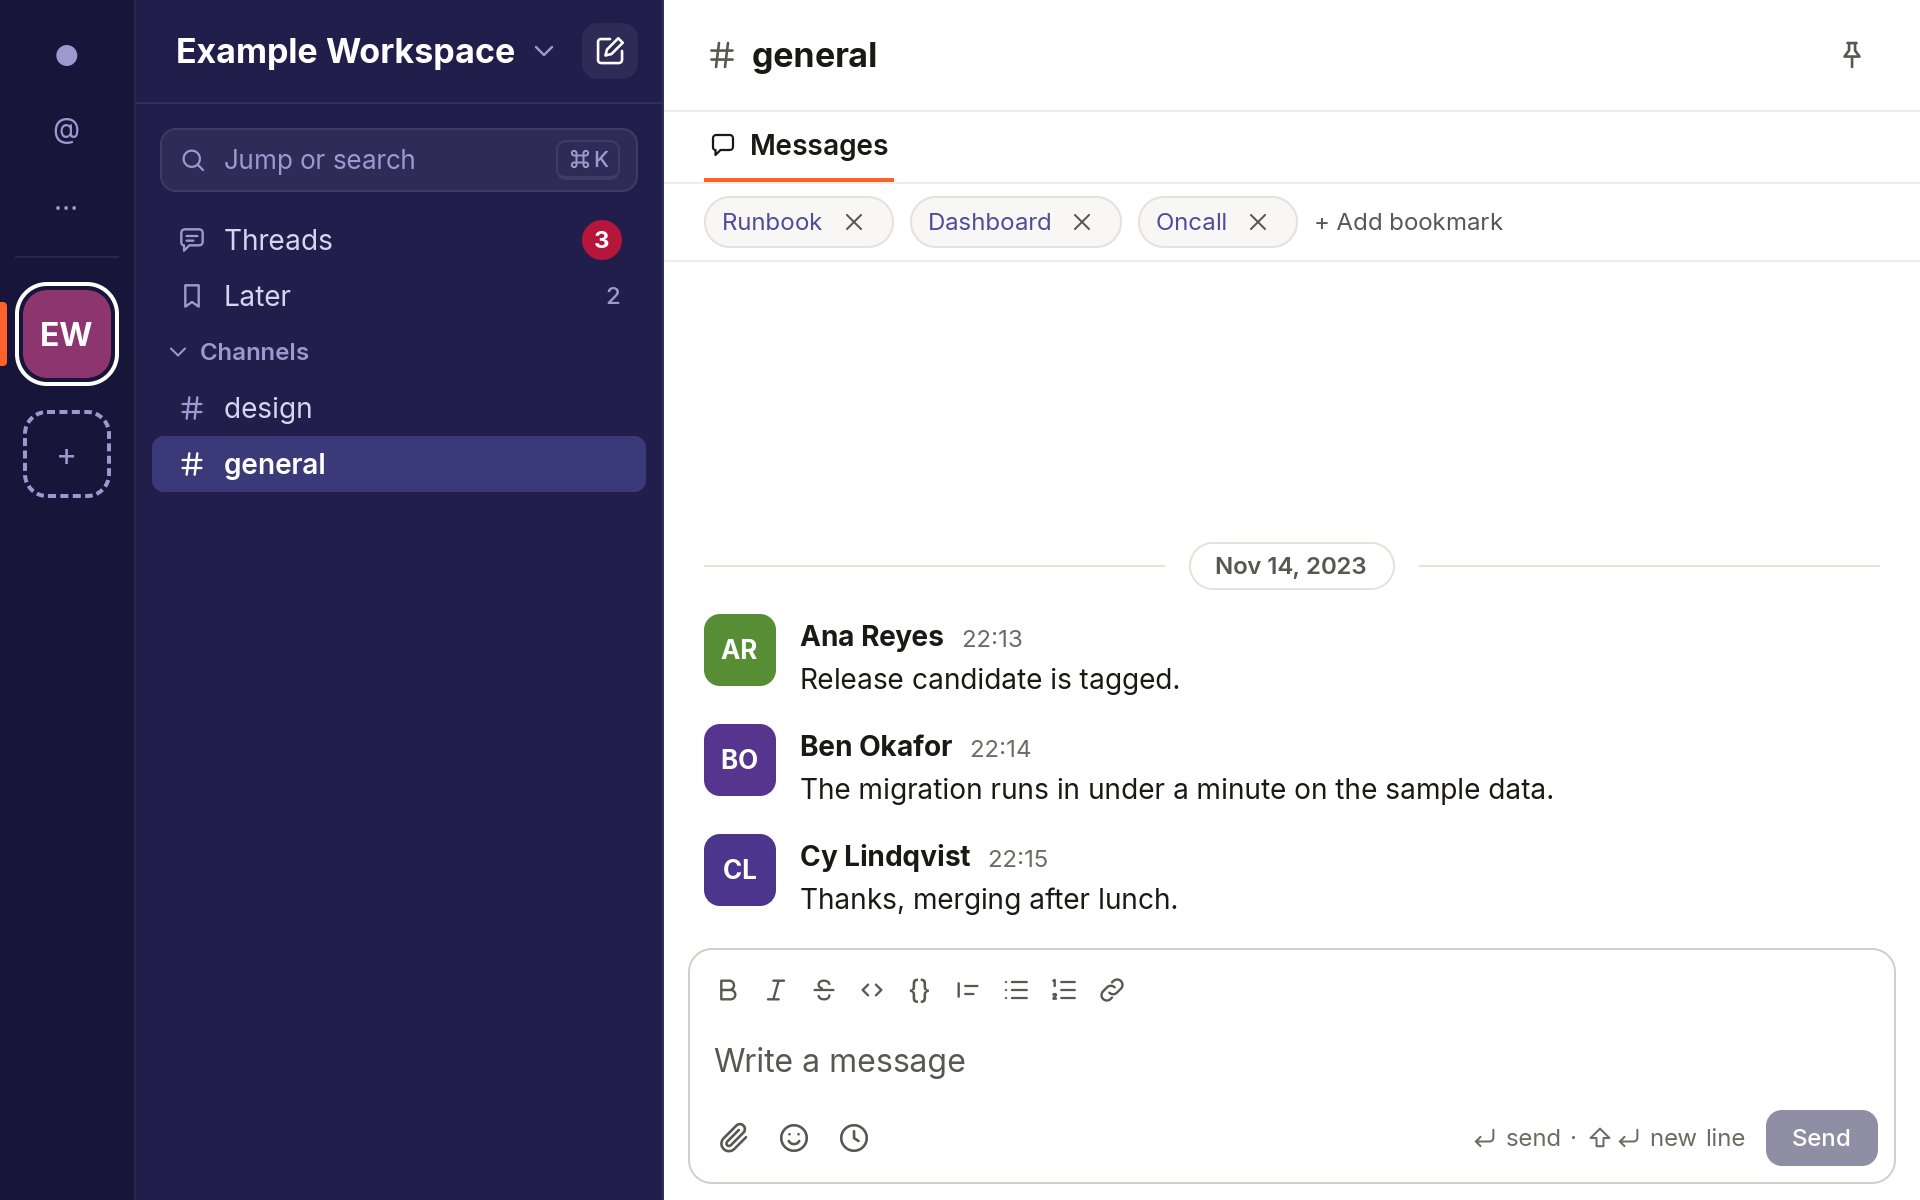 @
...
EW
+
Example Workspace
Jump or search ⌘K
Threads 3
Later 2
Channels
# design
# general
# general
Messages
Runbook Dashboard Oncall + Add bookmark
Nov 14, 2023
AR Ana Reyes 22:13
Release candidate is tagged.
BO Ben Okafor 22:14
The migration runs in under a minute on the sample data.
CL Cy Lindqvist 22:15
Thanks, merging after lunch.
Write a message
send · new line Send